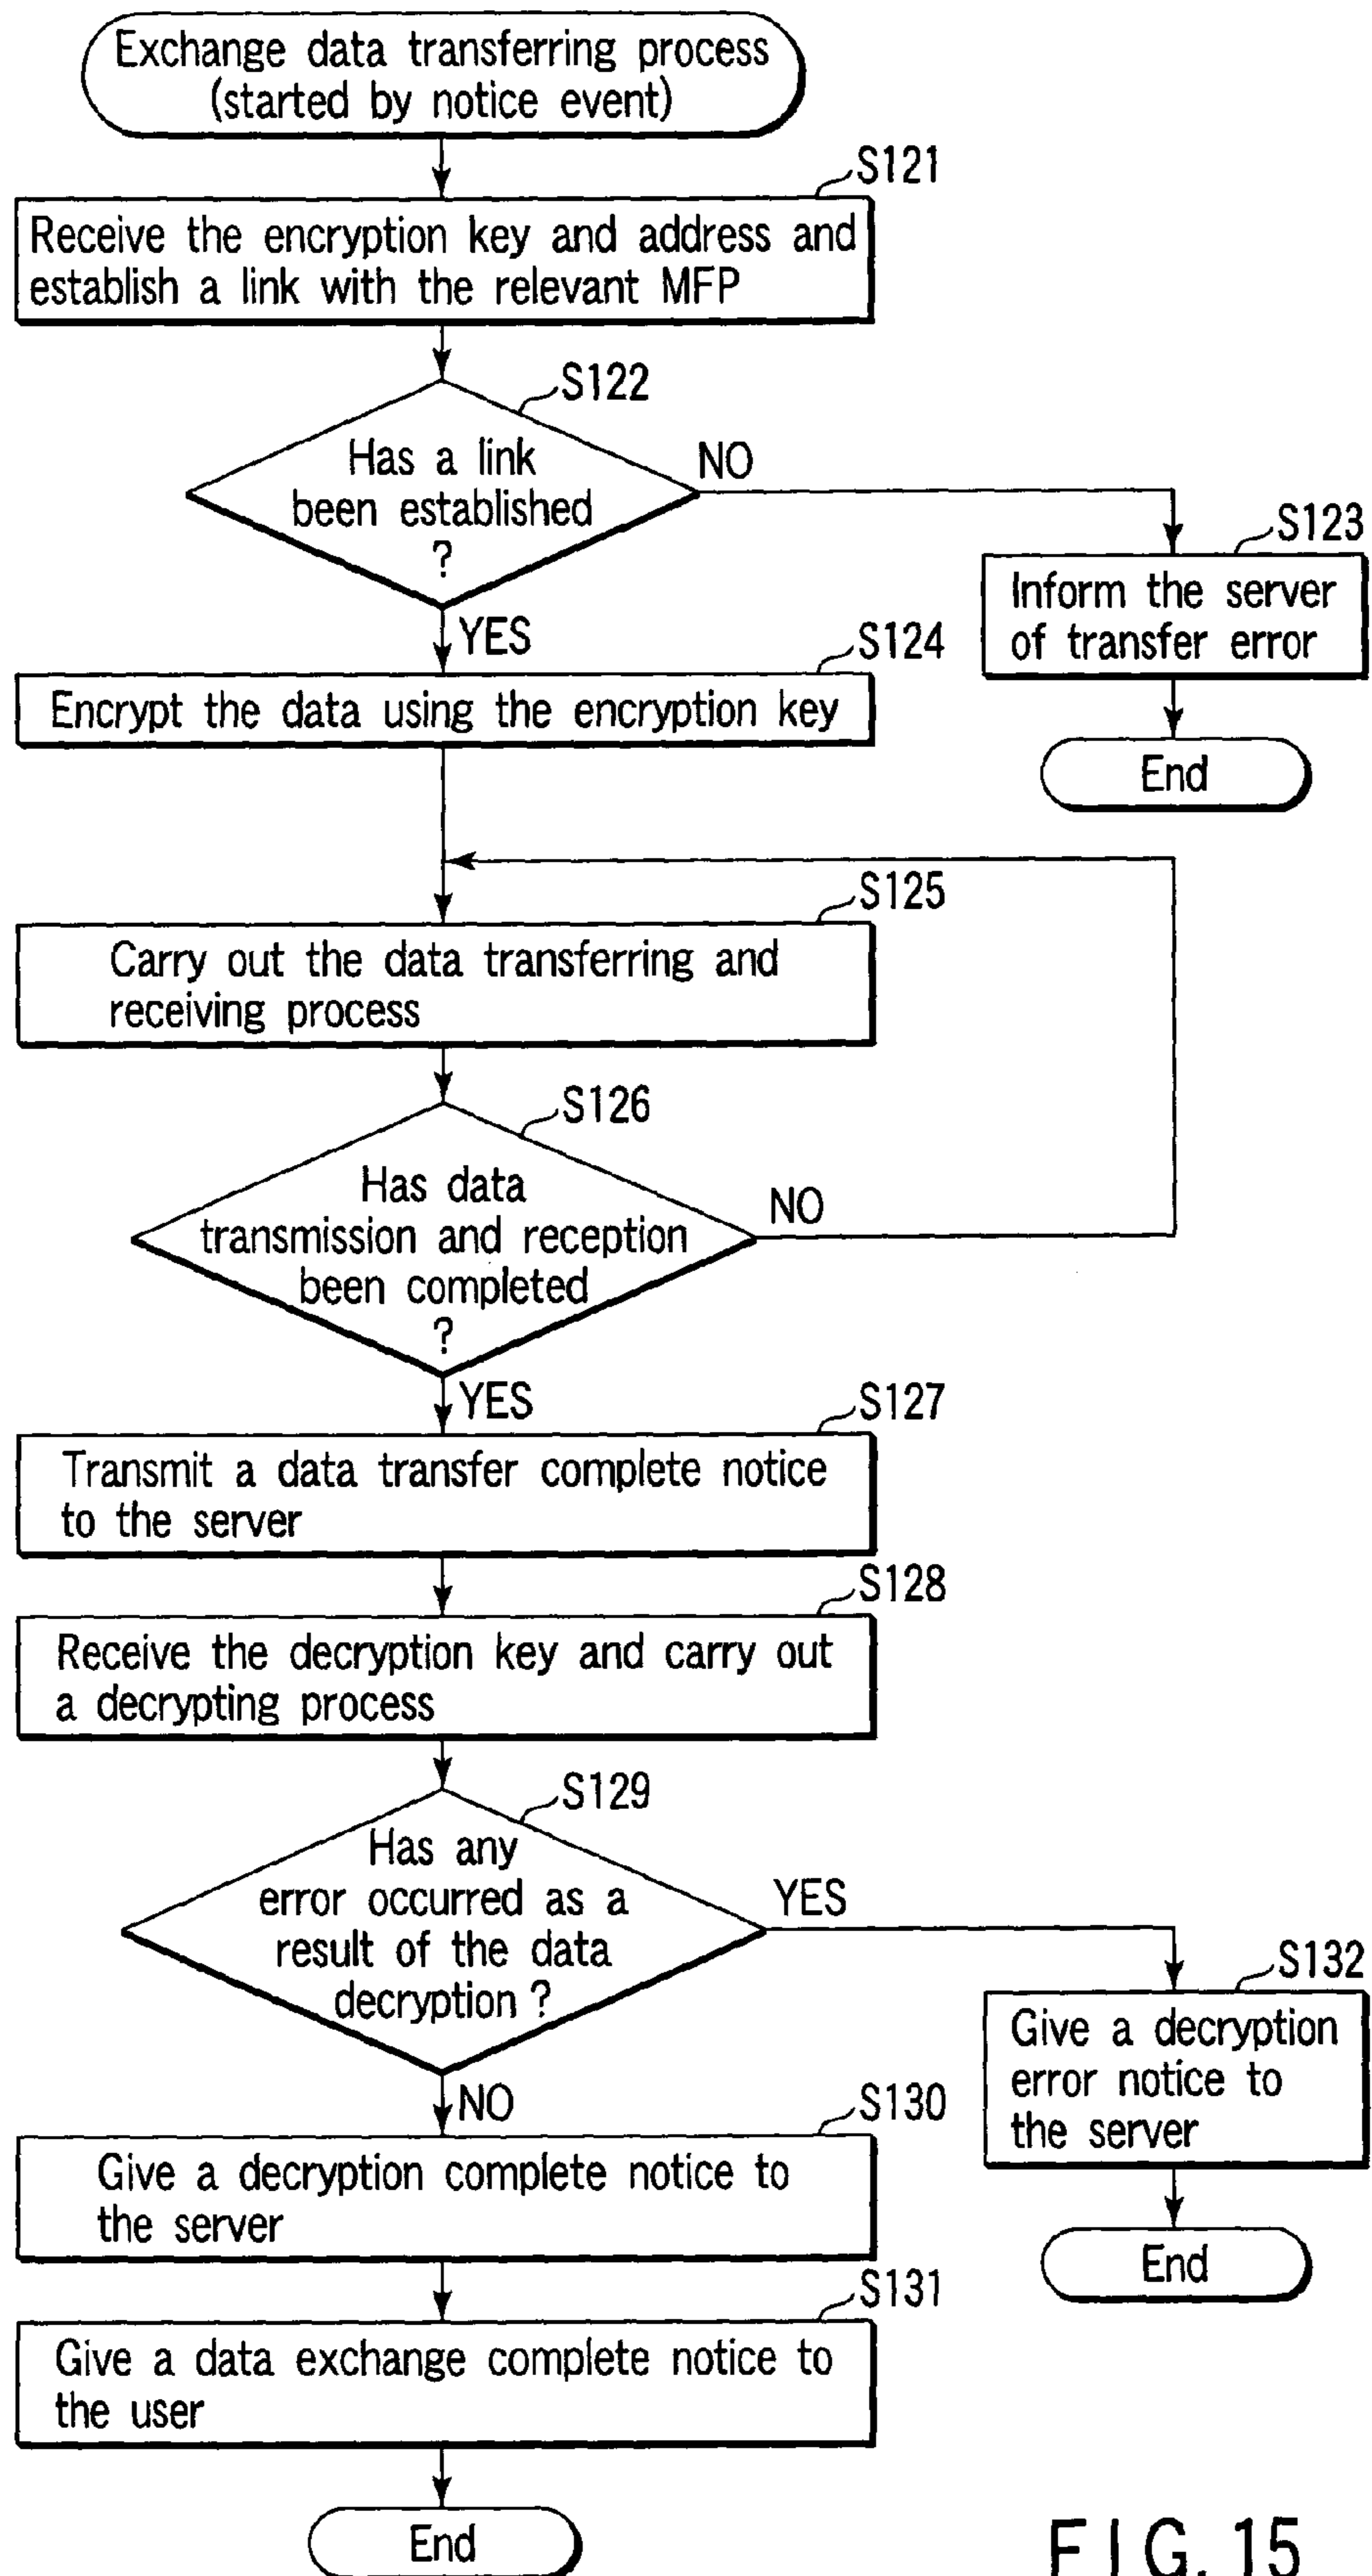 Exchange data transferring process
(started by notice event)
S121
Receive the encryption key and address and
establish a link with the relevant MFP
S122
Has a link
been established
?
NO
S123
Inform the server
of transfer error
End
YES
S124
Encrypt the data using the encryption key
S125
Carry out the data transferring and
receiving process
S126
Has data
transmission and reception
been completed
?
NO
YES
S127
Transmit a data transfer complete notice
to the server
S128
Receive the decryption key and carry out
a decrypting process
S129
Has any
error occurred as a
result of the data
decryption ?
YES
S132
Give a decryption
error notice to
the server
End
NO
S130
Give a decryption complete notice to
the server
S131
Give a data exchange complete notice to
the user
End
FIG. 15